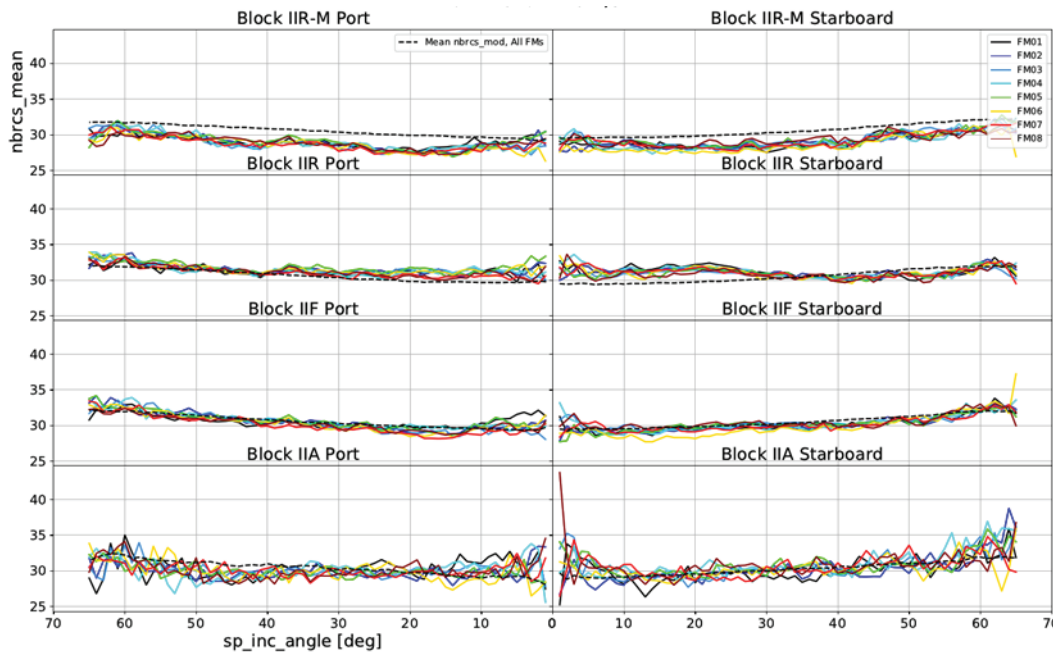 Block IIR-M Port
Block IIR-M Starboard
nbrcs_mean
40
35
30
25
Mean nbrcs_mod, All FMs
FM01
FM02
FM03
FM04
FM05
FM06
FM07
FM08
Block IIR Port
Block IIR Starboard
40
35
30
25
Block IIF Port
Block IIF Starboard
40
35
30
25
Block IIA Port
Block IIA Starboard
40
35
30
25
70 60 50 40 30 20 10 0 10 20 30 40 50 60 70
sp_inc_angle [deg]